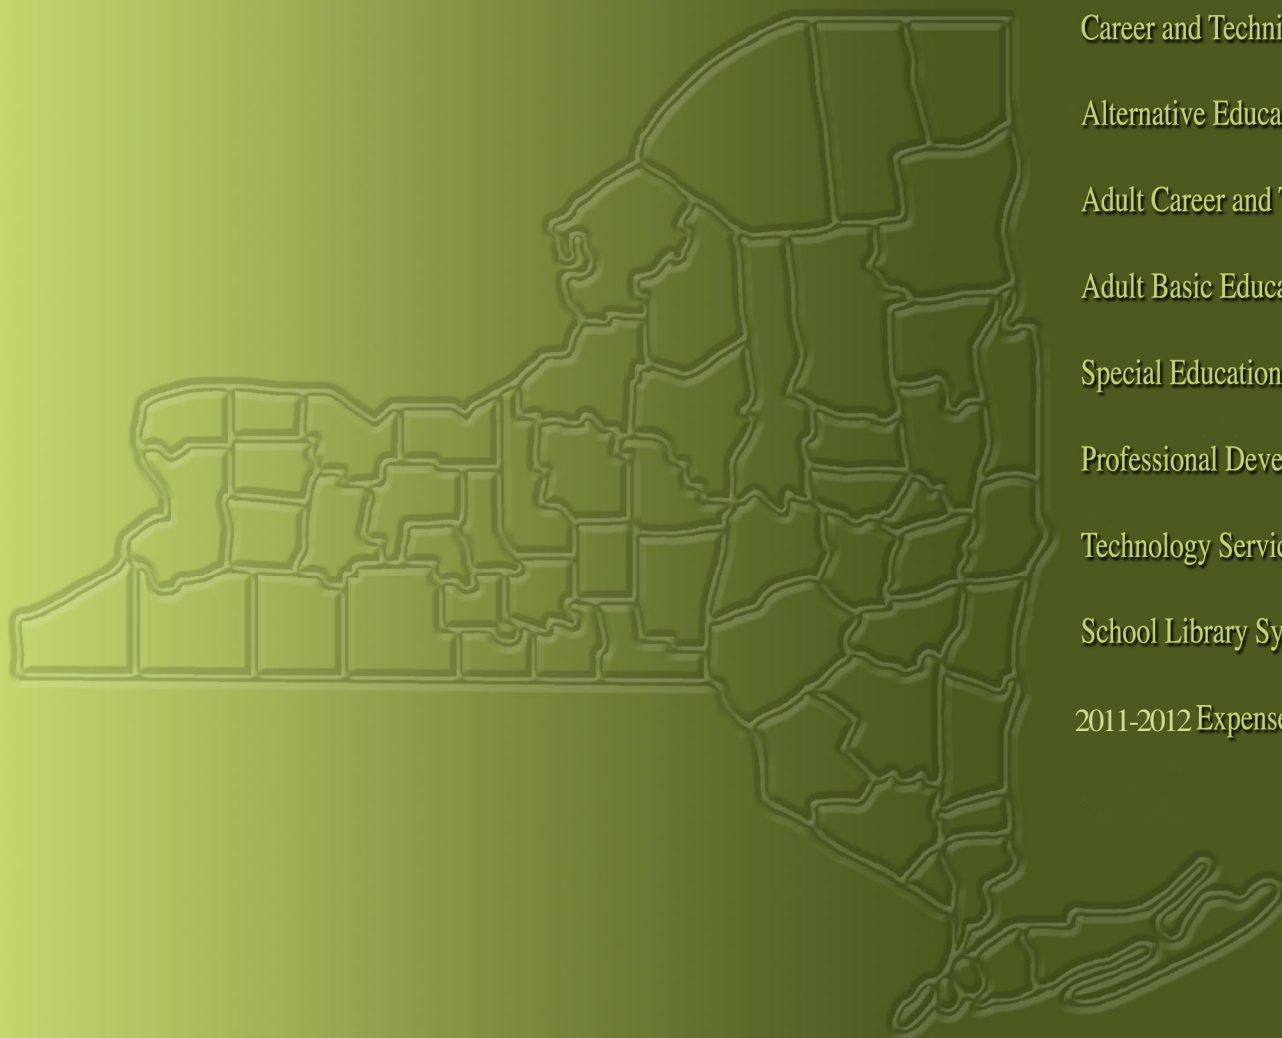 Career and Techni
Alternative Educa
Adult Career and T
Adult Basic Educa
Special Education
Professional Deve
Technology Servic
School Library Sy
2011-2012 Expense